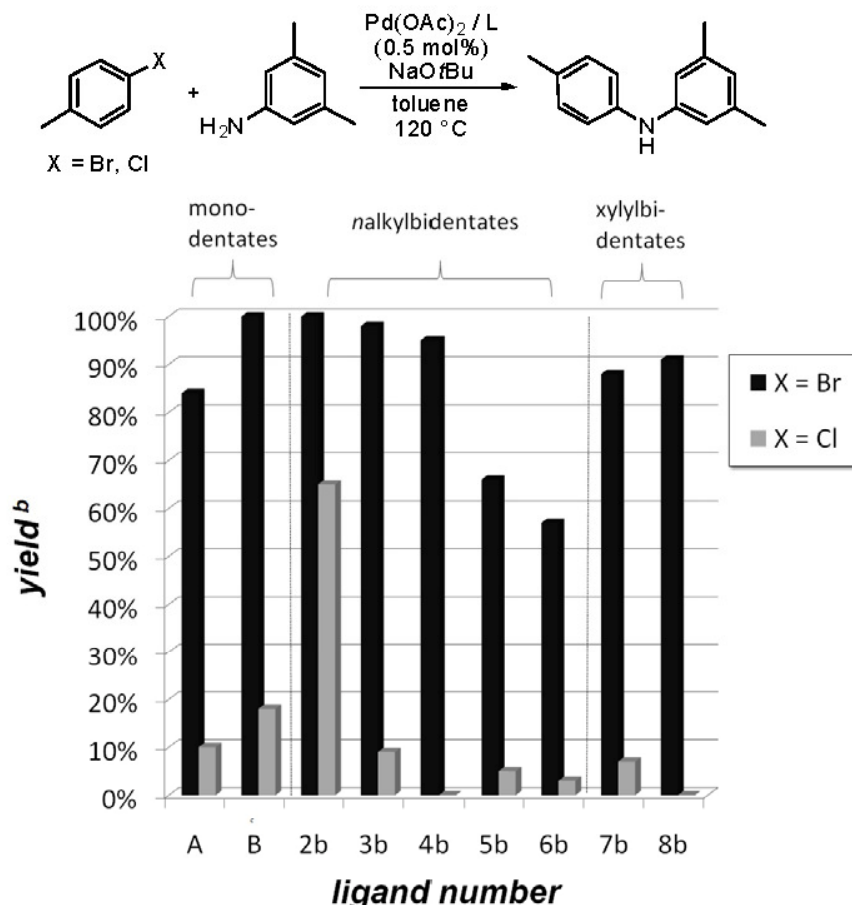 X
+
H₂N
X = Br, Cl
Pd(OAc)₂ / L
(0.5 mol%)
NaOtBu
toluene
120 °C
N
H
mono-
dentates
nalkylbidentates
xylylbi-
dentates
100%
90%
80%
70%
60%
50%
40%
30%
20%
10%
0%
yield b
X = Br
X = Cl
A B 2b 3b 4b 5b 6b 7b 8b
ligand number